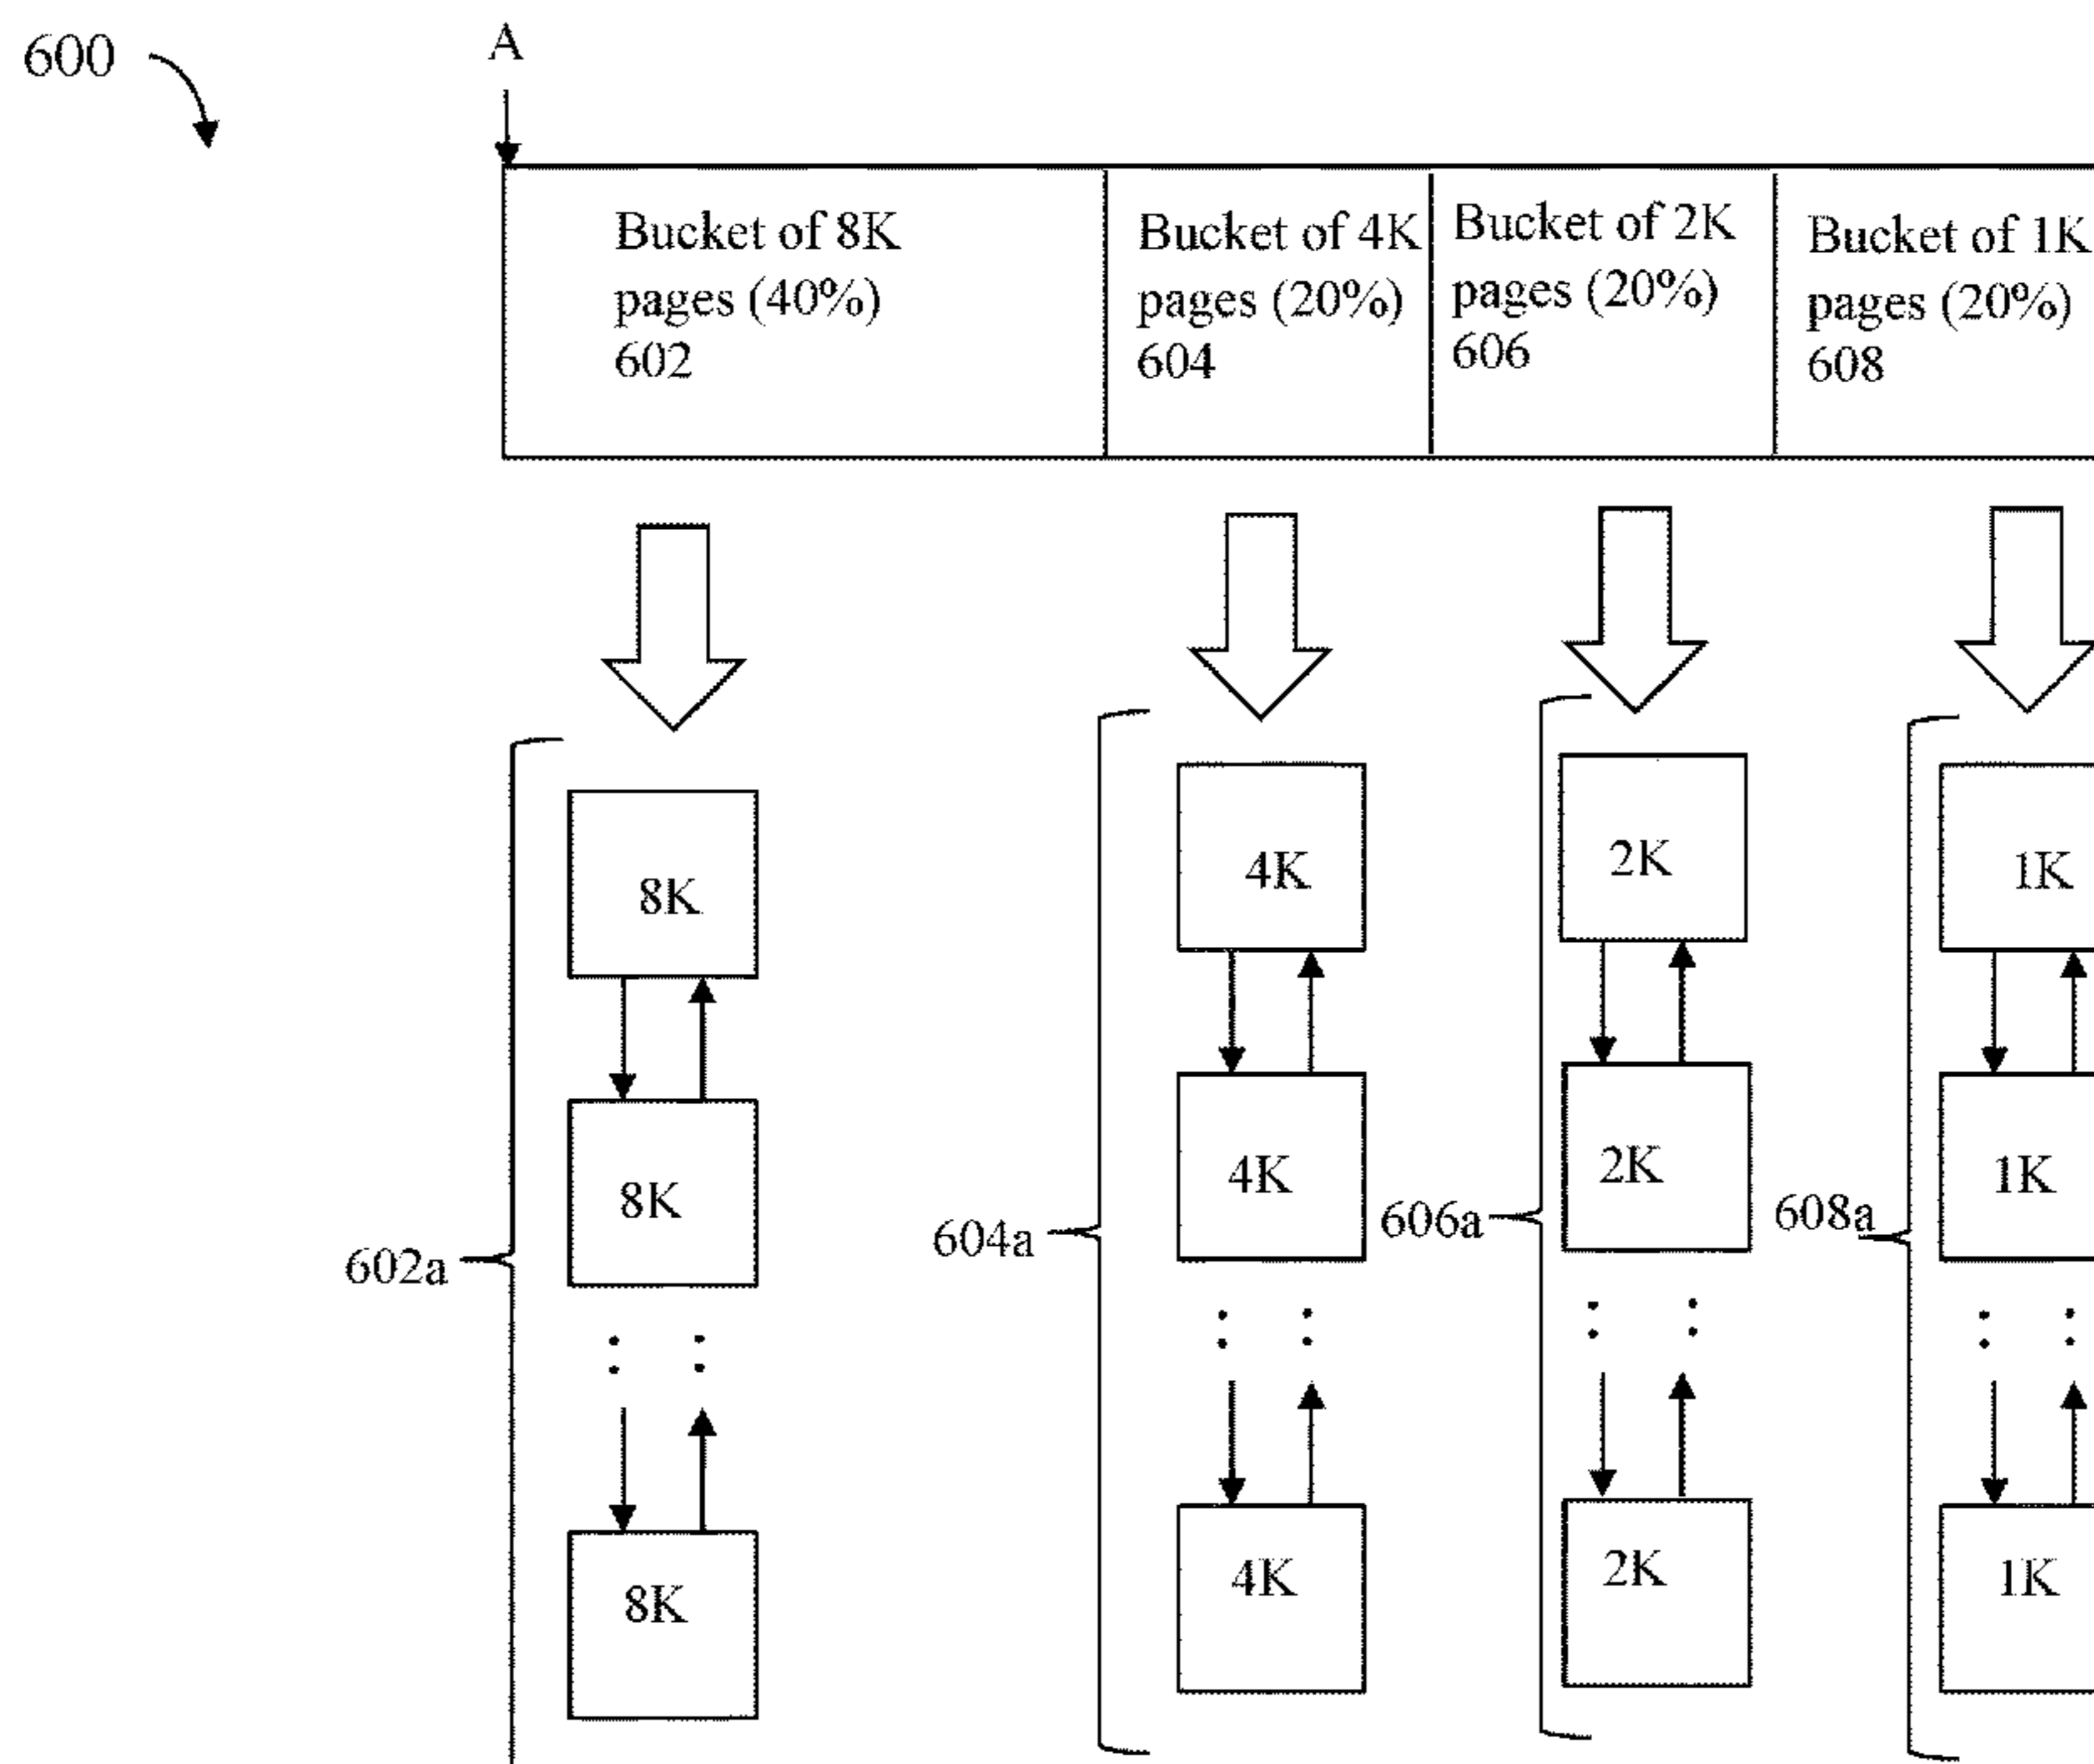 600
A
Bucket of 8K
pages (40%)
602
Bucket of 4K
pages (20%)
604
Bucket of 2K
pages (20%)
606
Bucket of 1K
pages (20%)
608
8K
4K
2K
1K
8K
4K
2K
1K
602a
604a
606a
608a
8K
4K
2K
1K